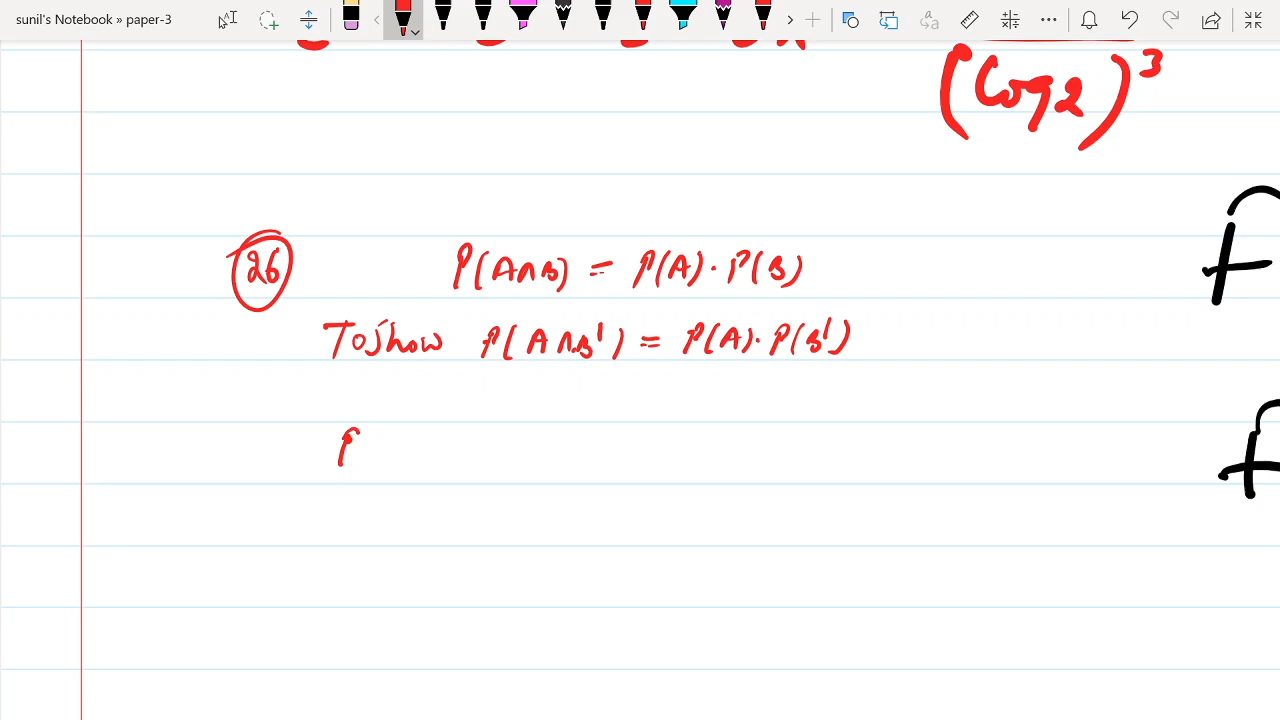 sunil's Notebook » paper-3
(log2)³
26 P(A∩B) = P(A)·P(B)
To show P(A∩B') = P(A)·P(B')
P
f
f